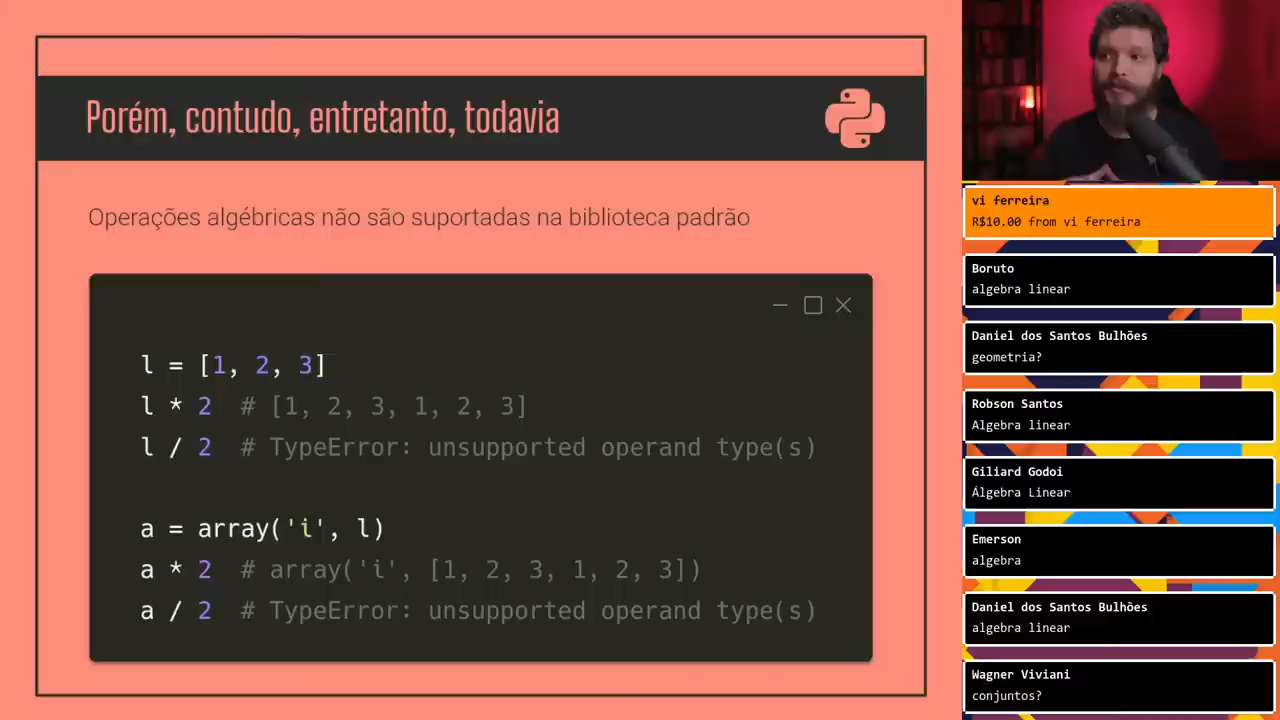 Porém, contudo, entretanto, todavia
Operações algébricas não são suportadas na biblioteca padrão
l = [1, 2, 3]
l * 2  # [1, 2, 3, 1, 2, 3]
l / 2  # TypeError: unsupported operand type(s)
a = array('i', l)
a * 2  # array('i', [1, 2, 3, 1, 2, 3])
a / 2  # TypeError: unsupported operand type(s)
vi ferreira
R$10.00 from vi ferreira
Boruto
algebra linear
Daniel dos Santos Bulhões
geometria?
Robson Santos
Algebra linear
Giliard Godoi
Álgebra Linear
Emerson
algebra
Daniel dos Santos Bulhões
algebra linear
Wagner Viviani
conjuntos?